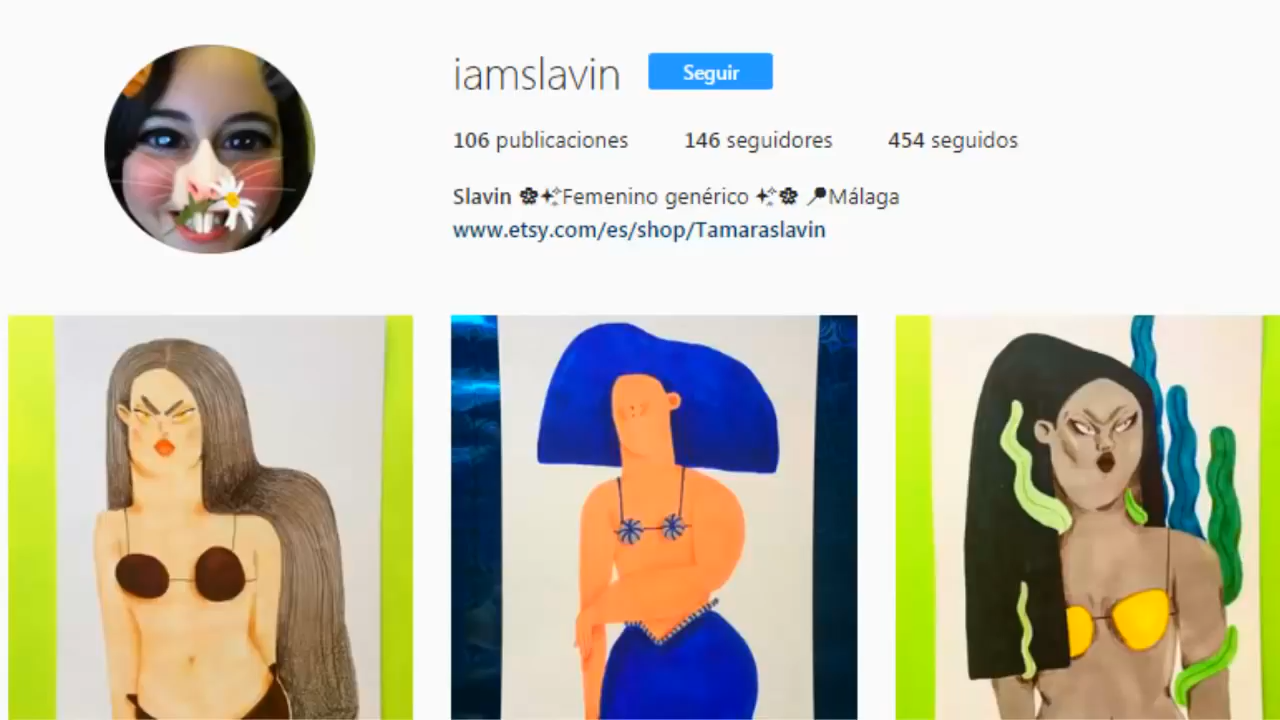 iamslavin Seguir
106 publicaciones 146 seguidores 454 seguidos
Slavin 🏵✨Femenino genérico ✨🏵 📍Málaga
www.etsy.com/es/shop/Tamaraslavin